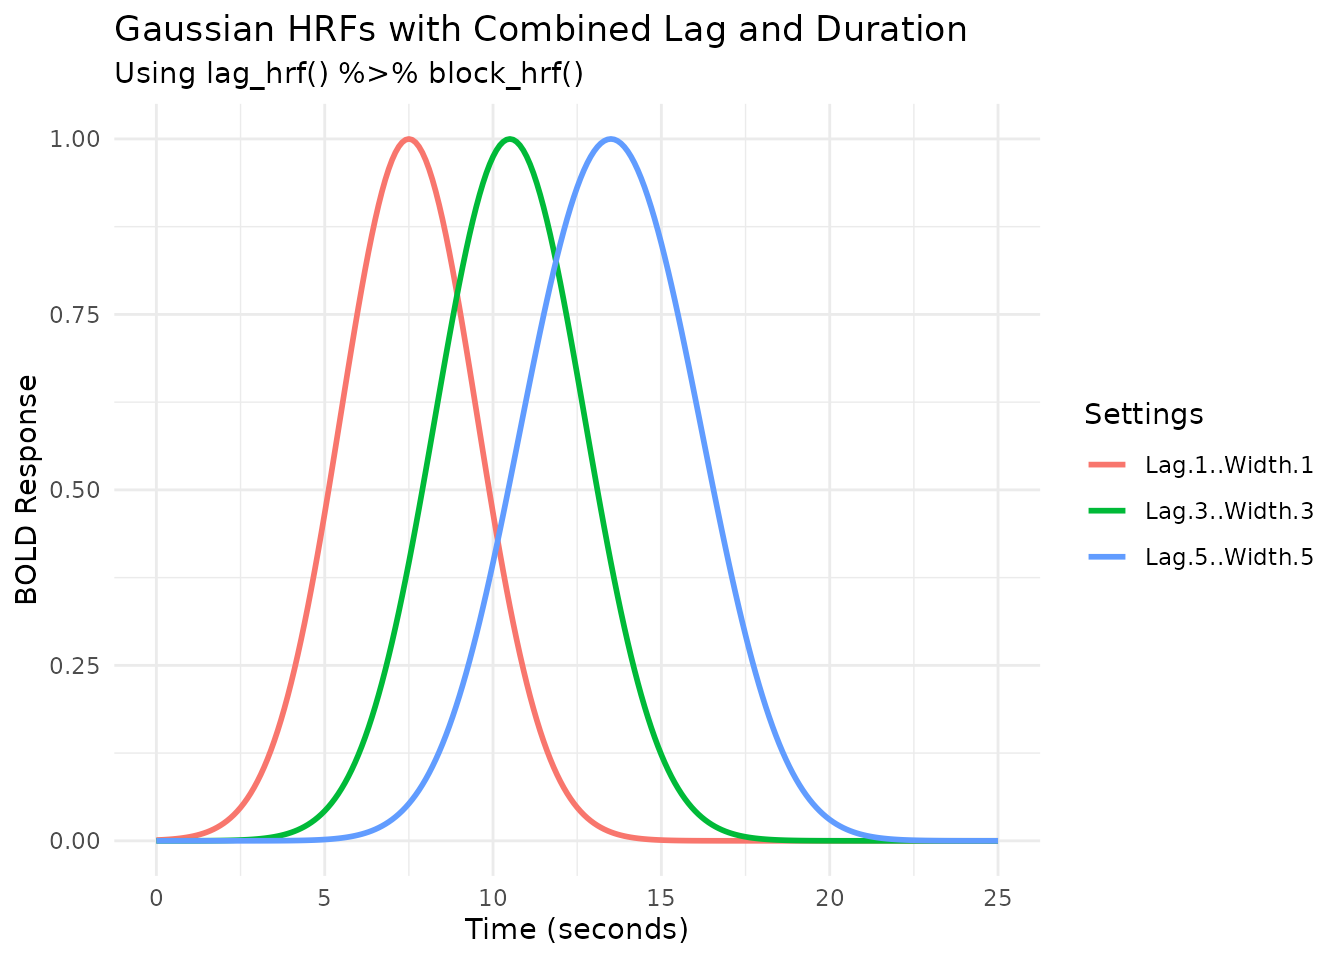 Gaussian HRFs with Combined Lag and Duration
Using lag_hrf() %>% block_hrf()
1.00
0.75
0.50
0.25
0.00
BOLD Response
0 5 10 15 20 25
Time (seconds)
Settings
Lag.1..Width.1
Lag.3..Width.3
Lag.5..Width.5